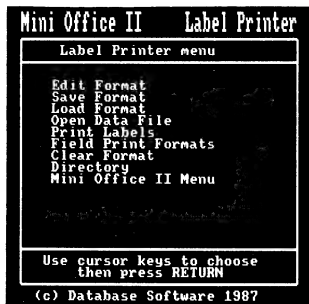 Mini Office II Label Printer
Label Printer menu
Edit Format
Save Format
Load Format
Open Data File
Print Labels
Field Print Formats
Clear Format
Directory
Mini Office II Menu
Use cursor keys to choose
then press RETURN
(c) Database Software 1987